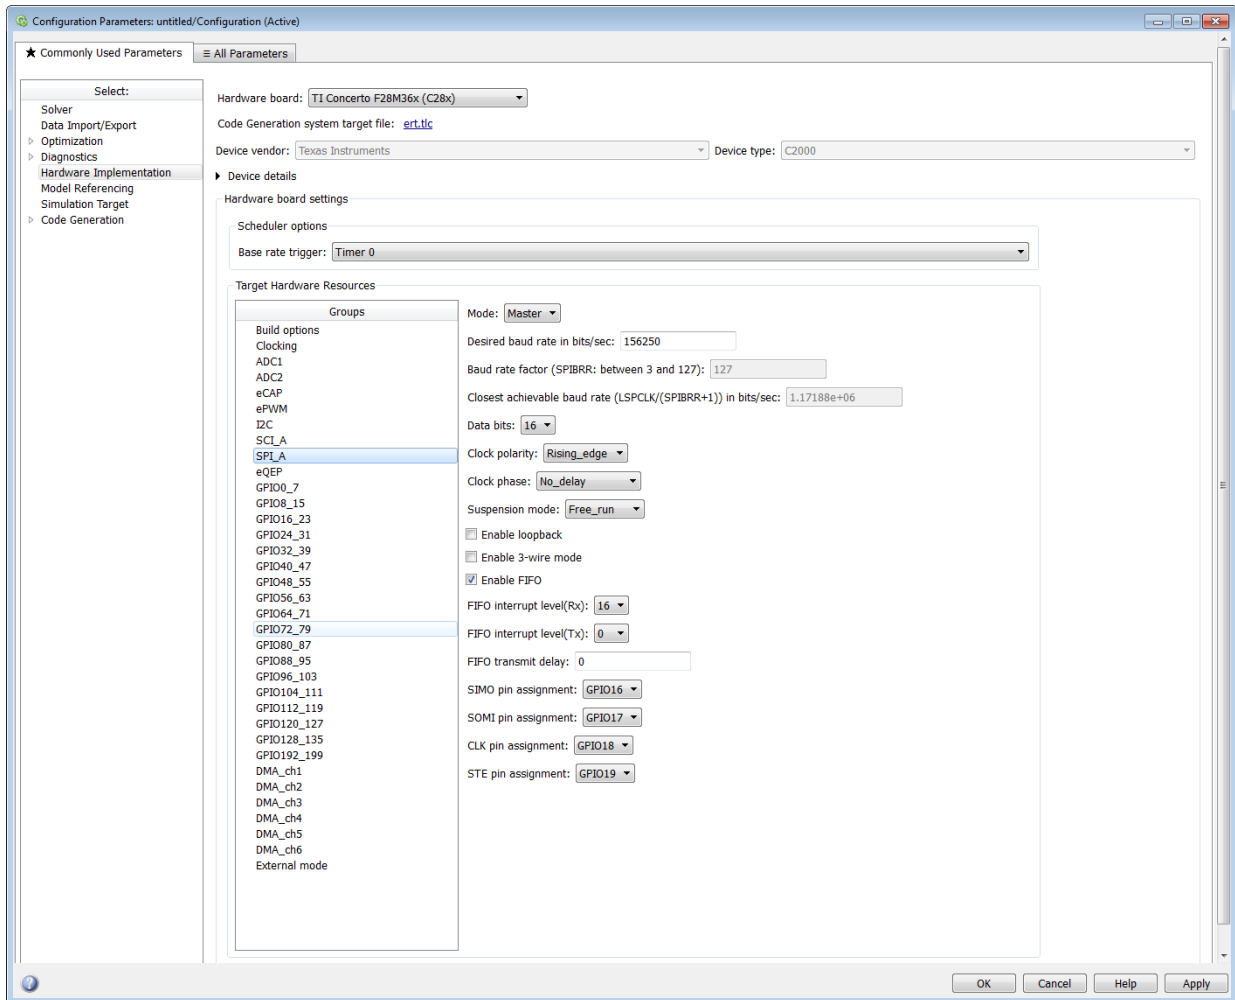 Configuration Parameters: untitled/Configuration (Active)
★ Commonly Used Parameters
≡ All Parameters
Select:
Solver
Data Import/Export
Optimization
Diagnostics
Hardware Implementation
Model Referencing
Simulation Target
Code Generation
Hardware board: TI Concerto F28M36x (C28x)
Code Generation system target file: ert.tlc
Device vendor: Texas Instruments Device type: C2000
Device details
Hardware board settings
Scheduler options
Base rate trigger: Timer 0
Target Hardware Resources
Groups
Build options
Clocking
ADC1
ADC2
eCAP
ePWM
I2C
SCI_A
SPI_A
eQEP
GPIO0_7
GPIO8_15
GPIO16_23
GPIO24_31
GPIO32_39
GPIO40_47
GPIO48_55
GPIO56_63
GPIO64_71
GPIO72_79
GPIO80_87
GPIO88_95
GPIO96_103
GPIO104_111
GPIO112_119
GPIO120_127
GPIO128_135
GPIO192_199
DMA_ch1
DMA_ch2
DMA_ch3
DMA_ch4
DMA_ch5
DMA_ch6
External mode
Mode: Master
Desired baud rate in bits/sec: 156250
Baud rate factor (SPIBRR: between 3 and 127): 127
Closest achievable baud rate (LSPCLK/(SPIBRR+1)) in bits/sec: 1.17188e+06
Data bits: 16
Clock polarity: Rising_edge
Clock phase: No_delay
Suspension mode: Free_run
Enable loopback
Enable 3-wire mode
Enable FIFO
FIFO interrupt level(Rx): 16
FIFO interrupt level(Tx): 0
FIFO transmit delay: 0
SIMO pin assignment: GPIO16
SOMI pin assignment: GPIO17
CLK pin assignment: GPIO18
STE pin assignment: GPIO19
OK
Cancel
Help
Apply